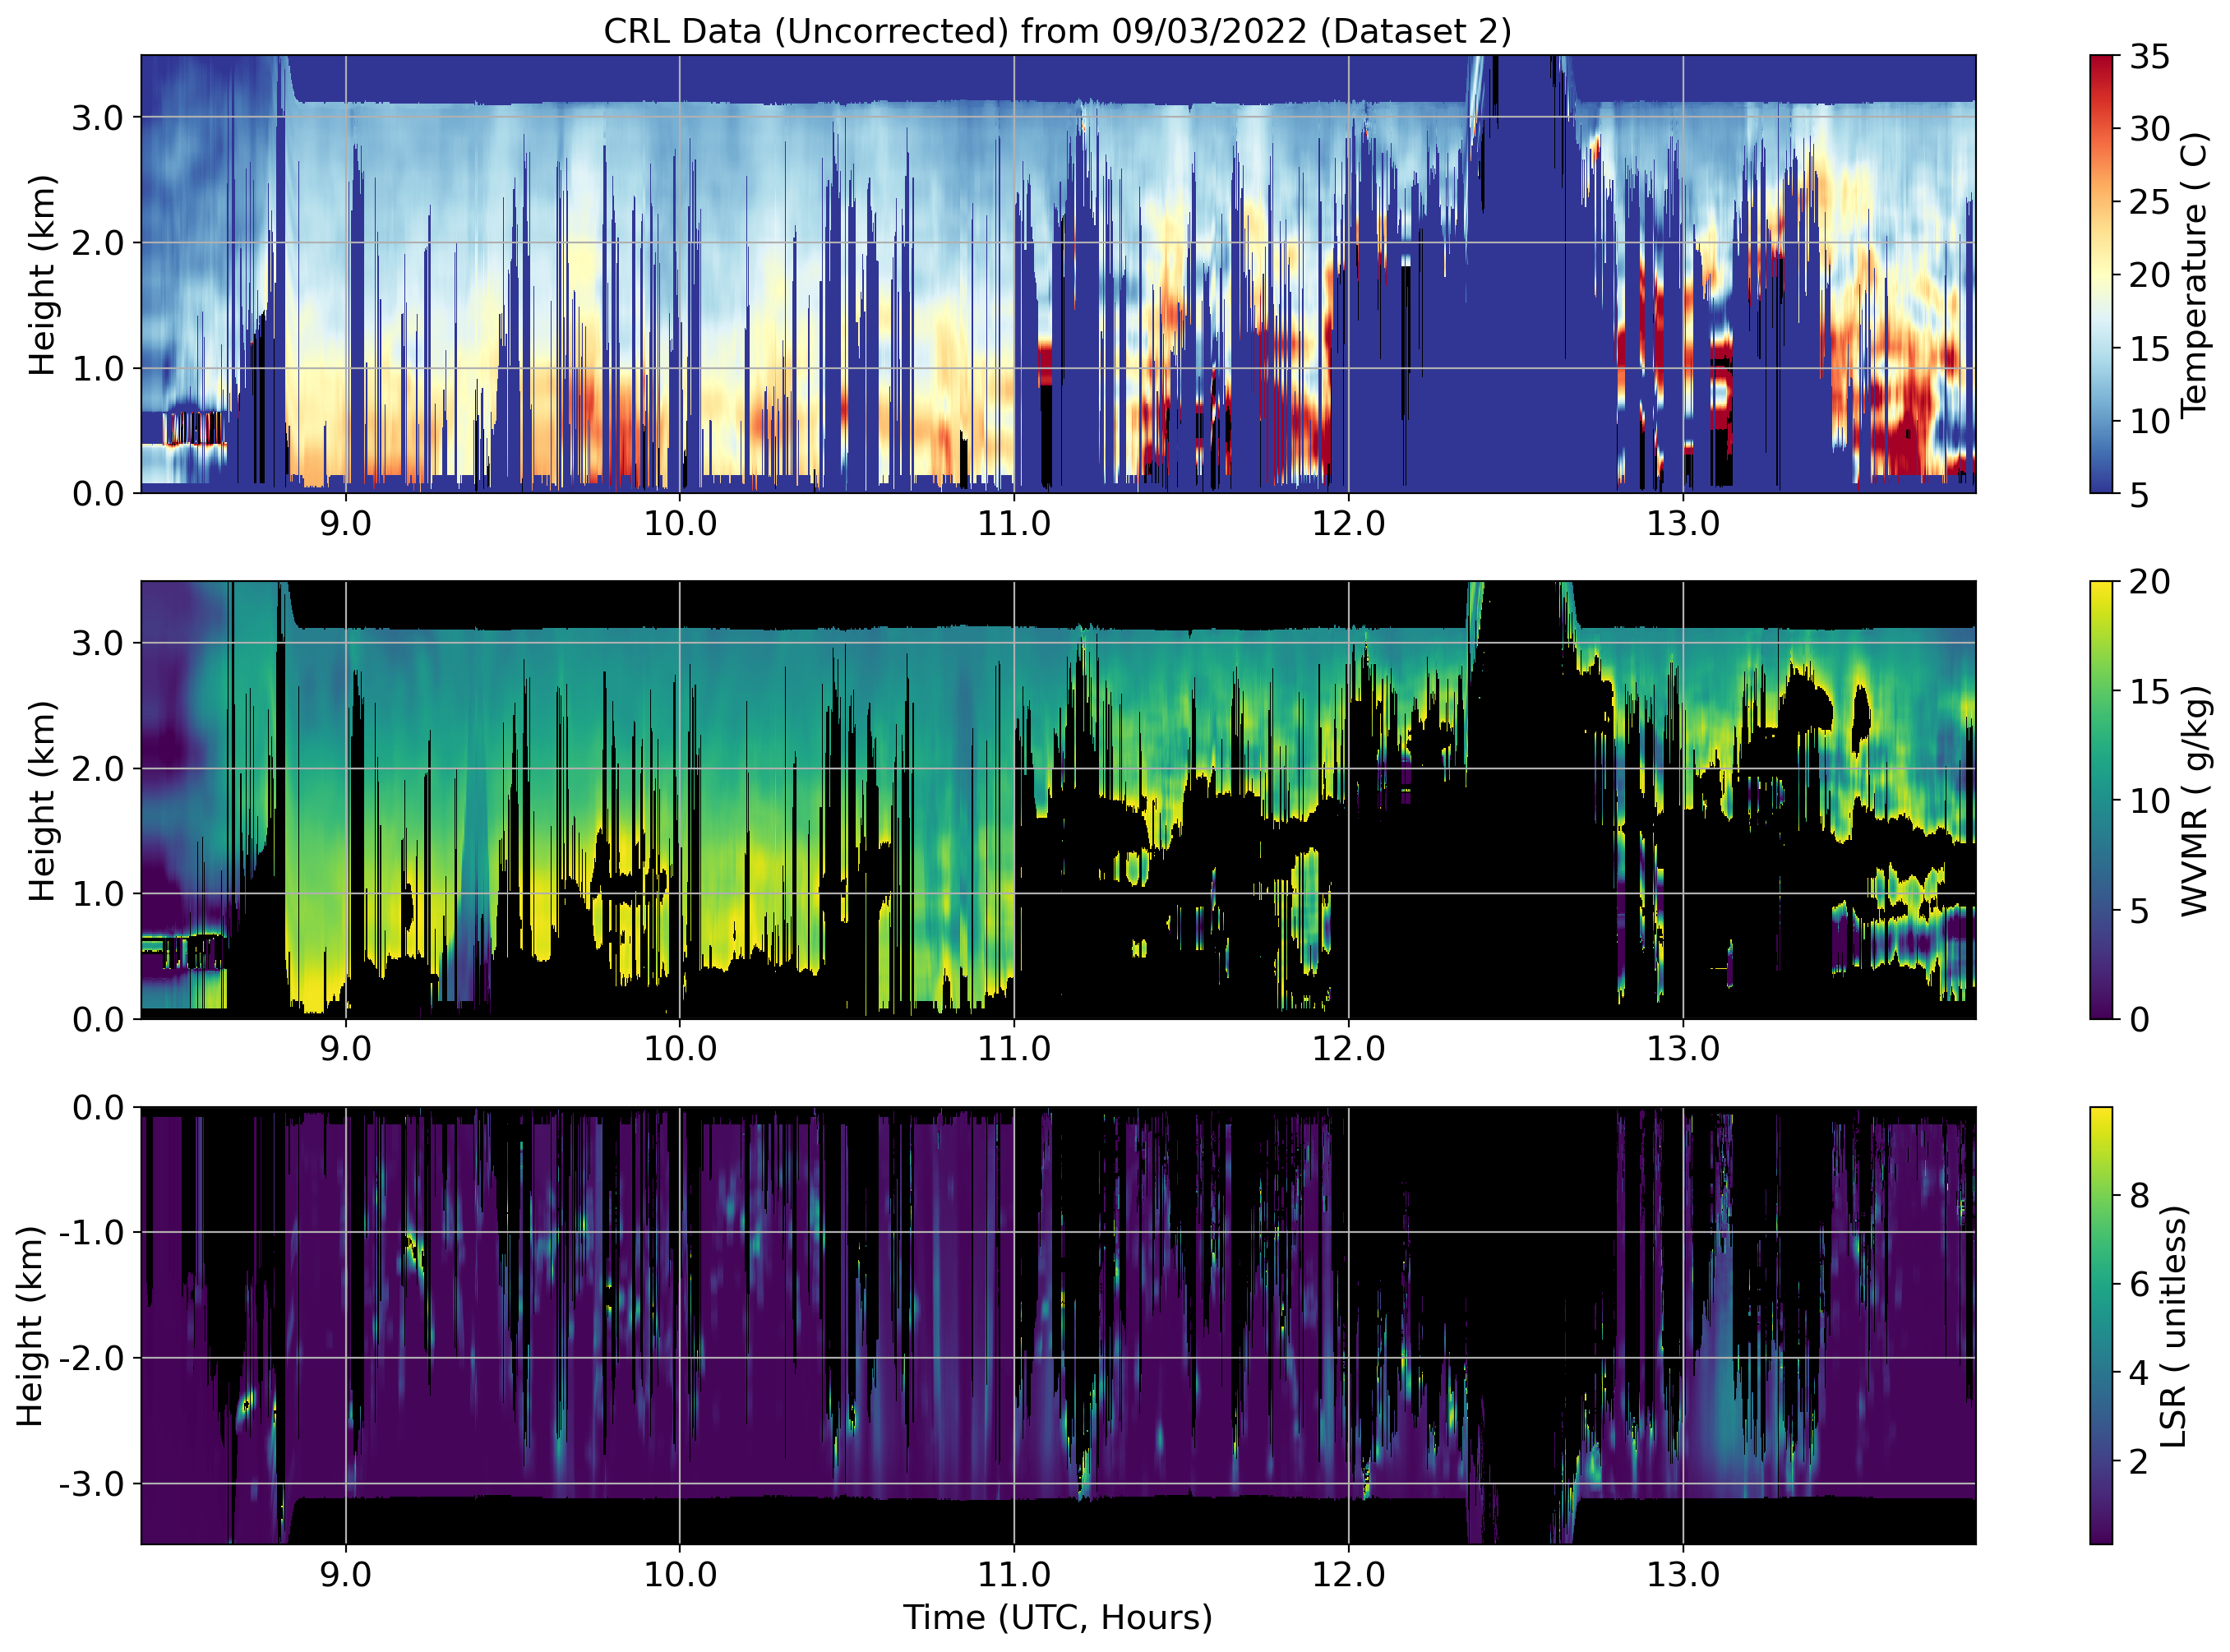 CRL Data (Uncorrected) from 09/03/2022 (Dataset 2)
Height (km)
3.0
2.0
1.0
0.0
9.0 10.0 11.0 12.0 13.0
35
30
25
20
15
10
5
Temperature ( C)
Height (km)
3.0
2.0
1.0
0.0
9.0 10.0 11.0 12.0 13.0
20
15
10
5
0
WVMR ( g/kg)
Height (km)
0.0
-1.0
-2.0
-3.0
9.0 10.0 11.0 12.0 13.0
Time (UTC, Hours)
8
6
4
2
LSR ( unitless)